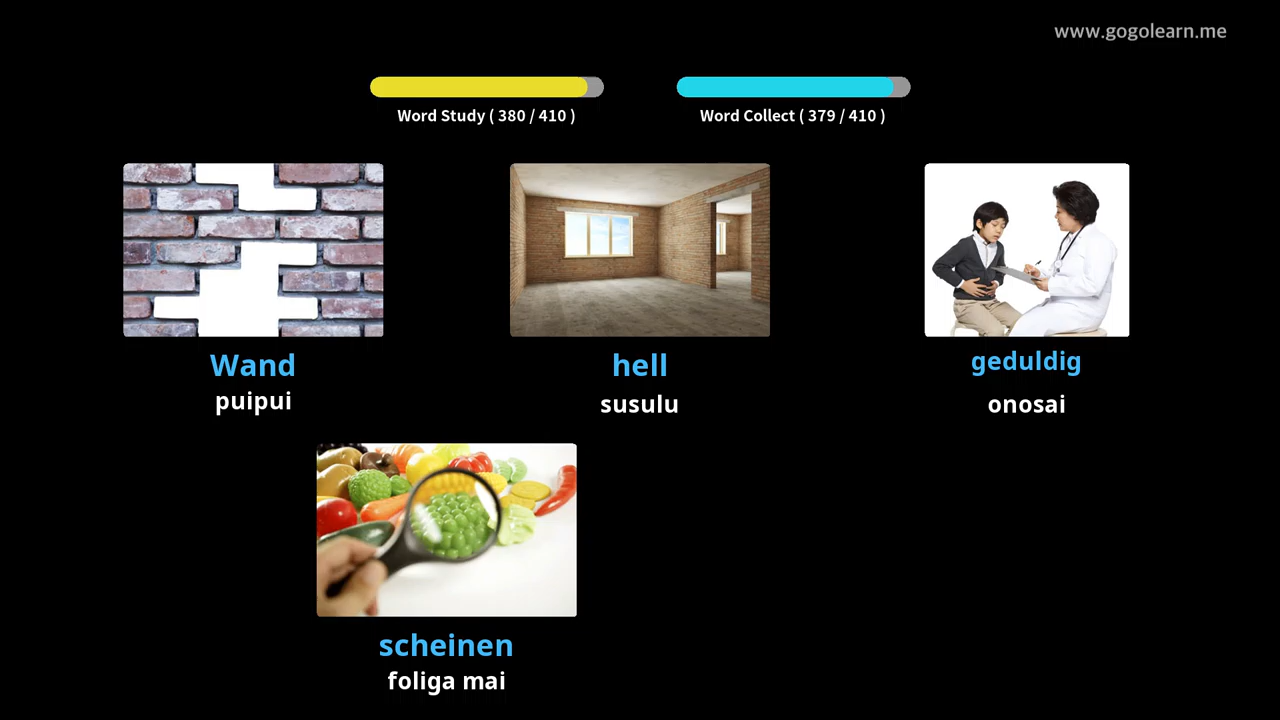 www.gogolearn.me
Word Study ( 380 / 410 )
Word Collect ( 379 / 410 )
Wand
puipui
hell
susulu
geduldig
onosai
scheinen
foliga mai